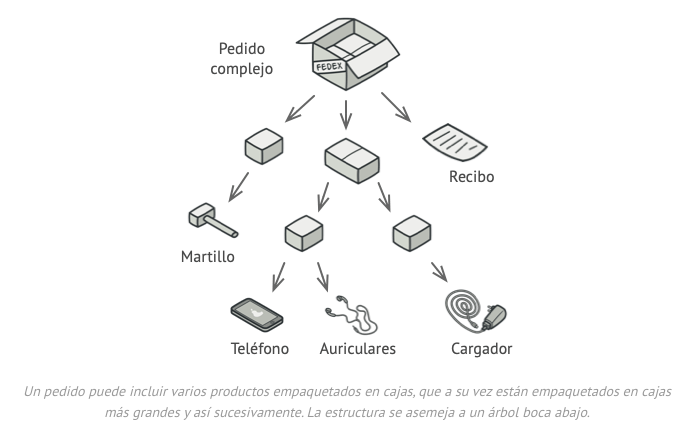 Pedido
complejo
FEDEX
Recibo
Martillo
Teléfono
Auriculares
Cargador
Un pedido puede incluir varios productos empaquetados en cajas, que a su vez están empaquetados en cajas
más grandes y así sucesivamente. La estructura se asemeja a un árbol boca abajo.